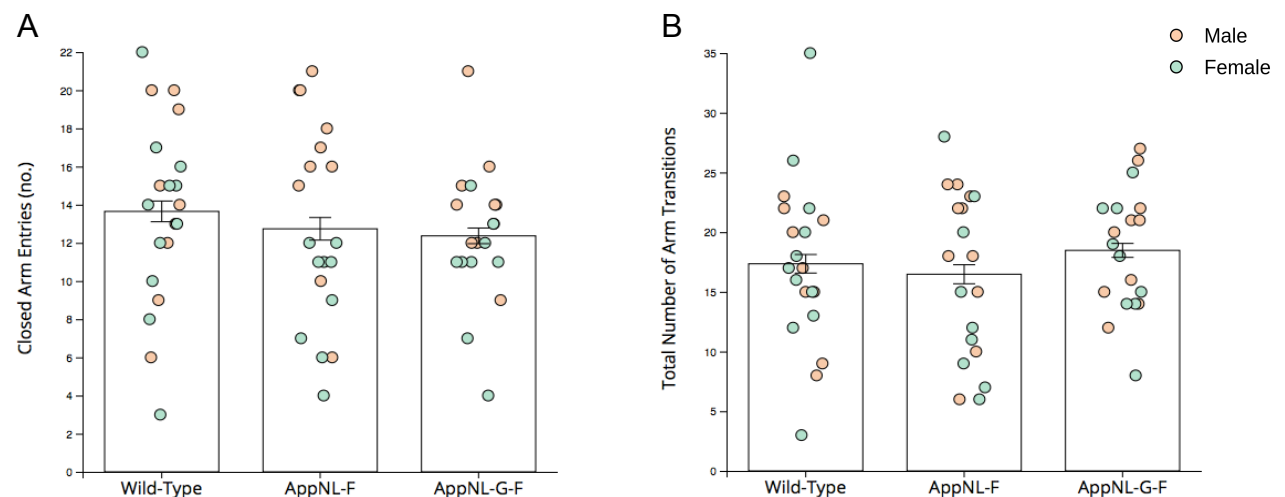 A
Closed Arm Entries (no.)
22
20
18
16
14
12
10
8
6
4
2
0
Wild-Type
AppNL-F
AppNL-G-F
B
Total Number of Arm Transitions
35
30
25
20
15
10
5
0
Wild-Type
AppNL-F
AppNL-G-F
Male
Female